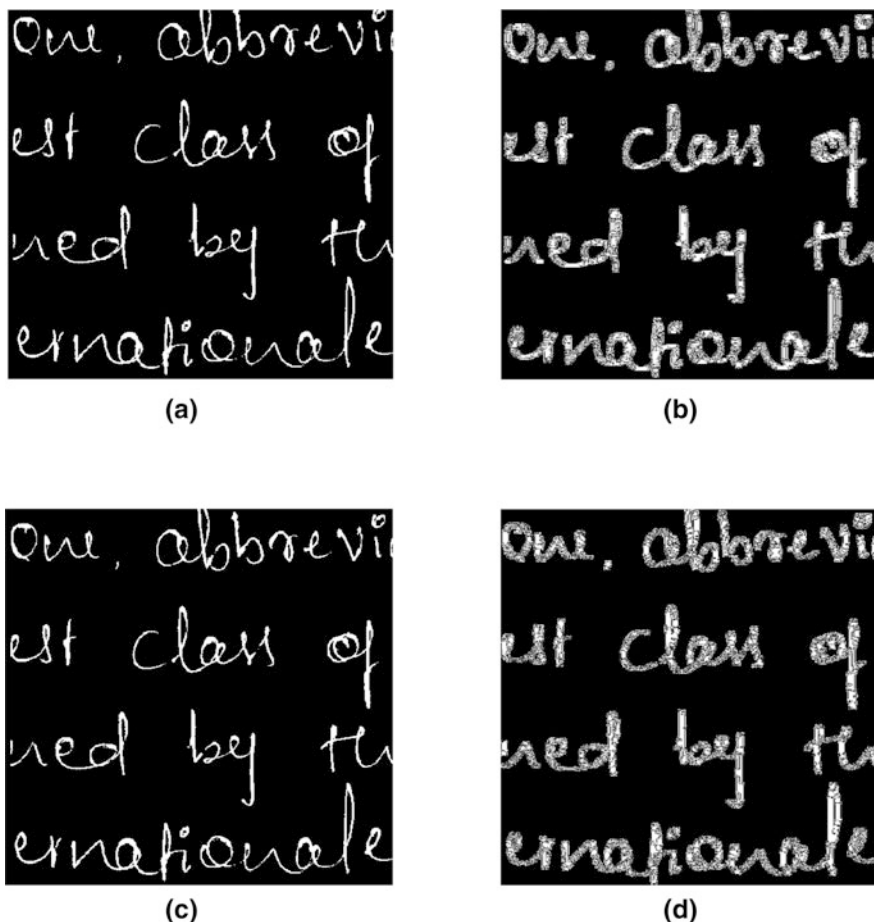 One, abbrevi
est class of
ned by th
ernationale
(a)
One, abbrevi
est class of
ned by th
ernationale
(b)
One, abbrevi
est class of
ned by th
ernationale
(c)
One, abbrevi
est class of
ned by th
ernationale
(d)